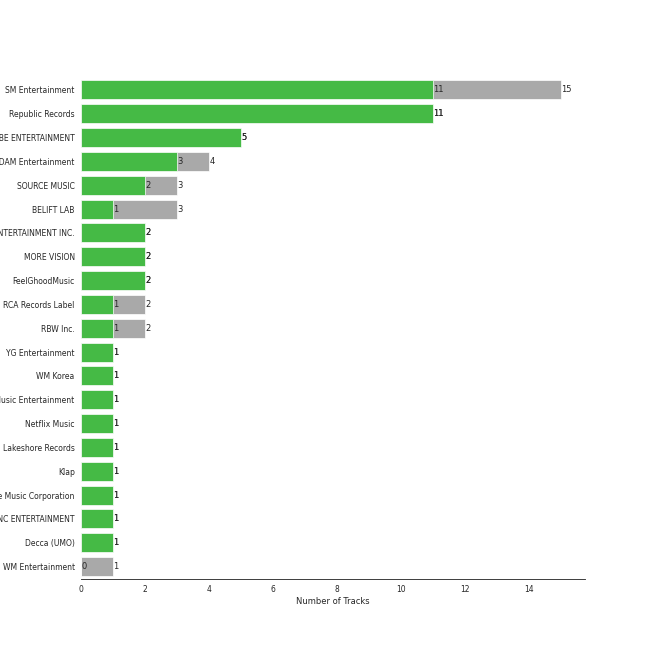 SM Entertainment 11 15
Republic Records 11
BE ENTERTAINMENT 5
DAM Entertainment 3 4
SOURCE MUSIC 2 3
BELIFT LAB 1 3
NTERTAINMENT INC. 2
MORE VISION 2
FeelGhoodMusic 2
RCA Records Label 1 2
RBW Inc. 1 2
YG Entertainment 1
WM Korea 1
usic Entertainment 1
Netflix Music 1
Lakeshore Records 1
Klap 1
e Music Corporation 1
NC ENTERTAINMENT 1
Decca (UMO) 1
WM Entertainment 0 1
0 2 4 6 8 10 12 14
Number of Tracks